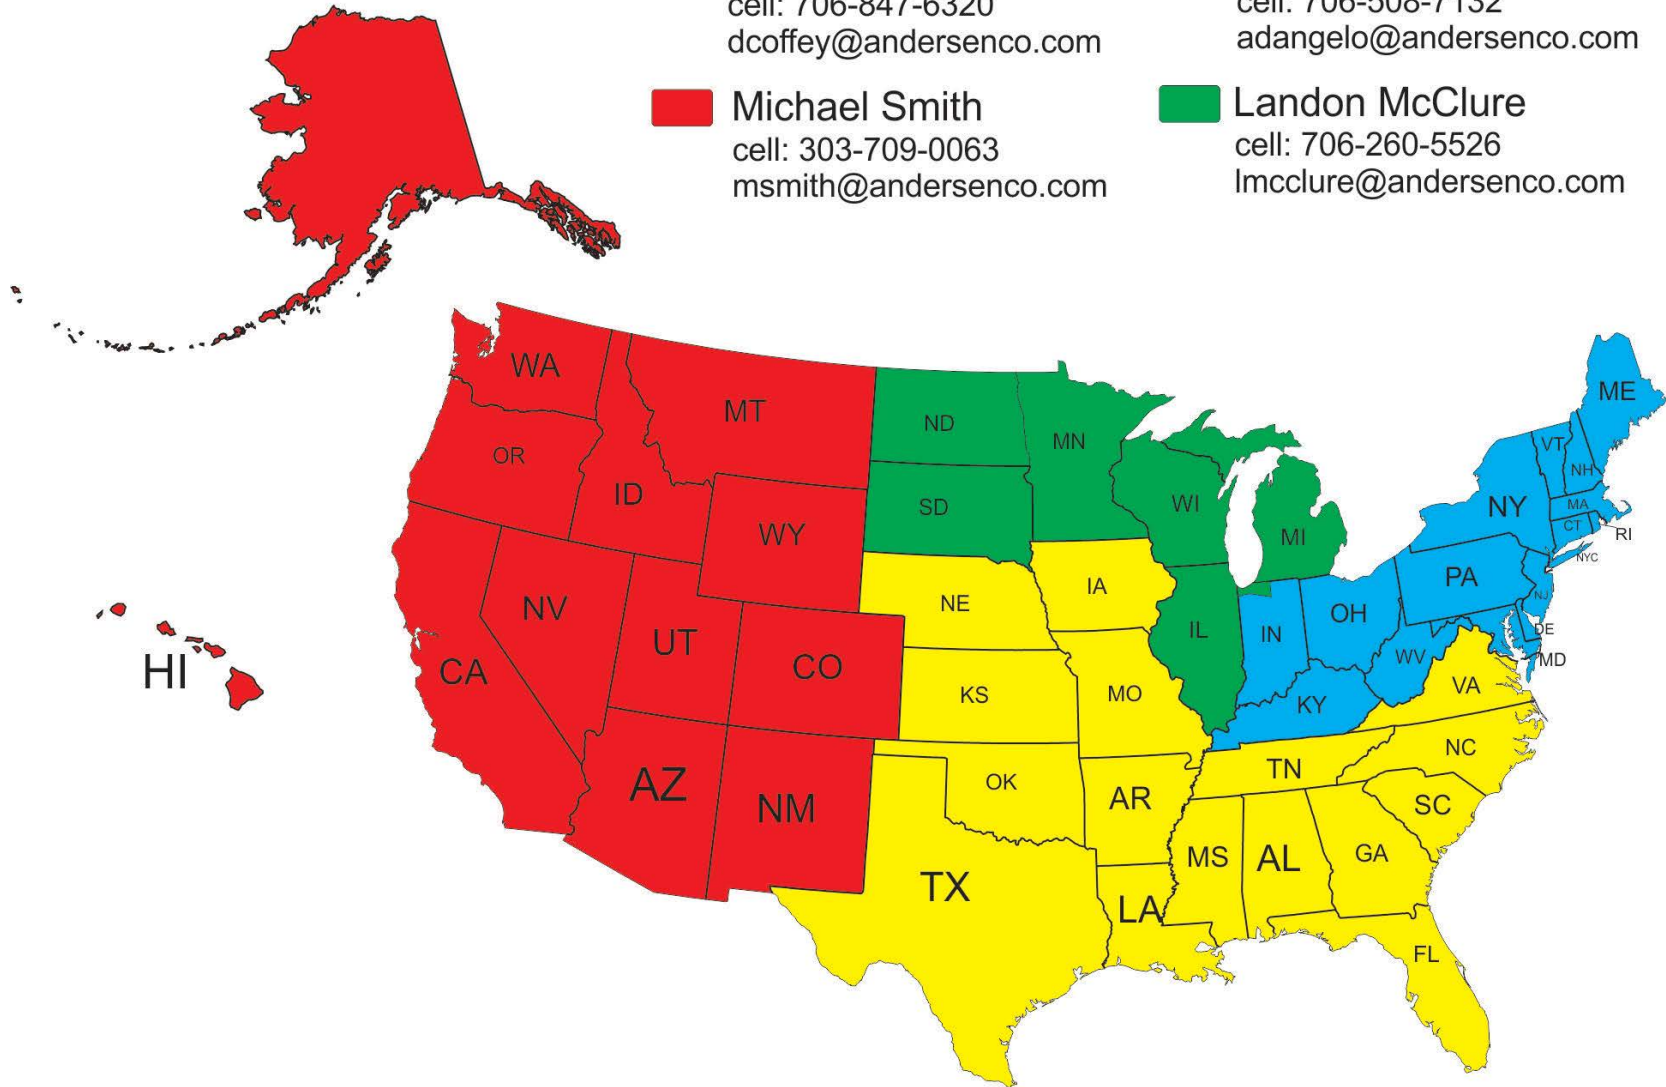 cell: 706-847-6320
dcoffey@andersenco.com
cell: 706-508-7132
adangelo@andersenco.com
Michael Smith
cell: 303-709-0063
msmith@andersenco.com
Landon McClure
cell: 706-260-5526
lmcclure@andersenco.com
WA
MT
ND
MN
ME
VT
NH
OR
ID
SD
WI
MI
NY
MA
CT
RI
NYC
WY
NE
IA
PA
NJ
NV
UT
CO
IL
IN
OH
DE
MD
WV
HI
CA
KS
MO
KY
VA
NC
AZ
NM
OK
AR
TN
SC
TX
LA
MS
AL
GA
FL